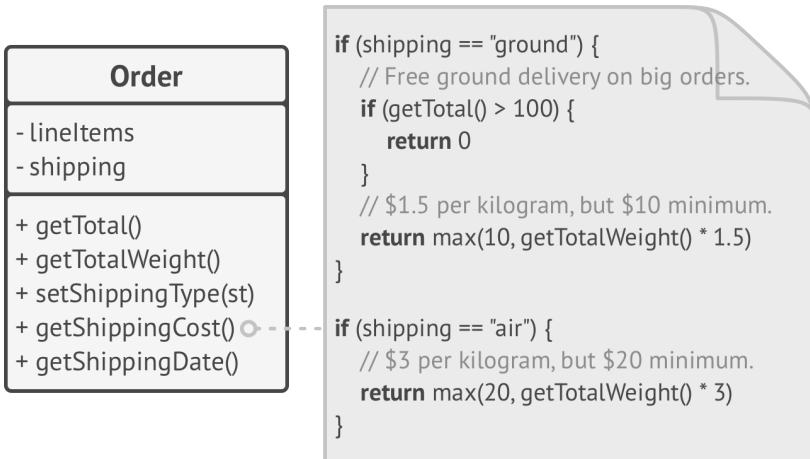 Order
- lineItems
- shipping
+ getTotal()
+ getTotalWeight()
+ setShippingType(st)
+ getShippingCost()
+ getShippingDate()
if (shipping == "ground") {
// Free ground delivery on big orders.
if (getTotal() > 100) {
return 0
}
// $1.5 per kilogram, but $10 minimum.
return max(10, getTotalWeight() * 1.5)
}
if (shipping == "air") {
// $3 per kilogram, but $20 minimum.
return max(20, getTotalWeight() * 3)
}